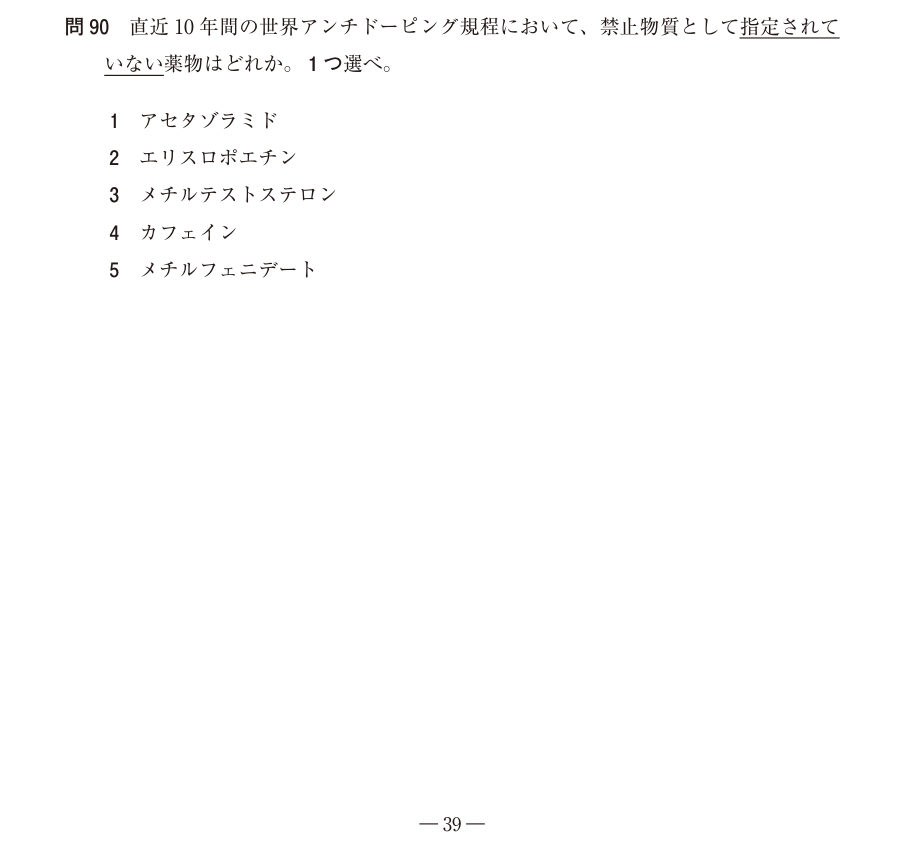 問 90 直近 10 年間の世界アンチドーピング規程において、禁止物質として指定されて
いない薬物はどれか。1つ選べ。
1 アセタゾラミド
2 エリスロポエチン
3 メチルテストステロン
4 カフェイン
5 メチルフェニデート
― 39 ―